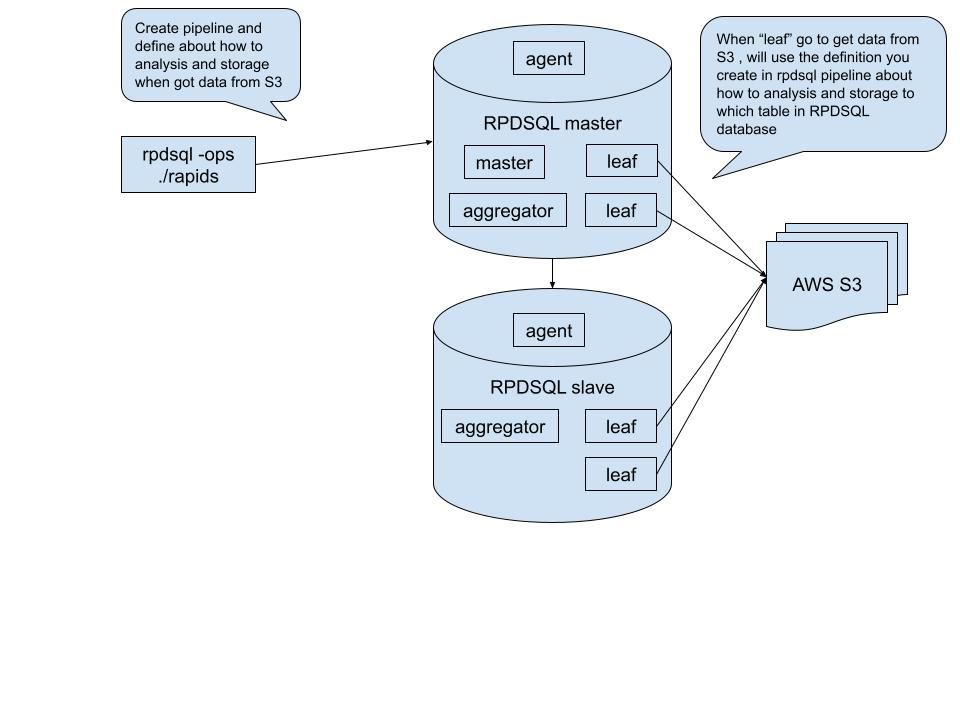 Create pipeline and
define about how to
analysis and storage
when got data from S3
rpdsql -ops
./rapids
agent
RPDSQL master
master
leaf
aggregator
leaf
When “leaf” go to get data from
S3 , will use the definition you
create in rpdsql pipeline about
how to analysis and storage to
which table in RPDSQL
database
AWS S3
agent
RPDSQL slave
aggregator
leaf
leaf